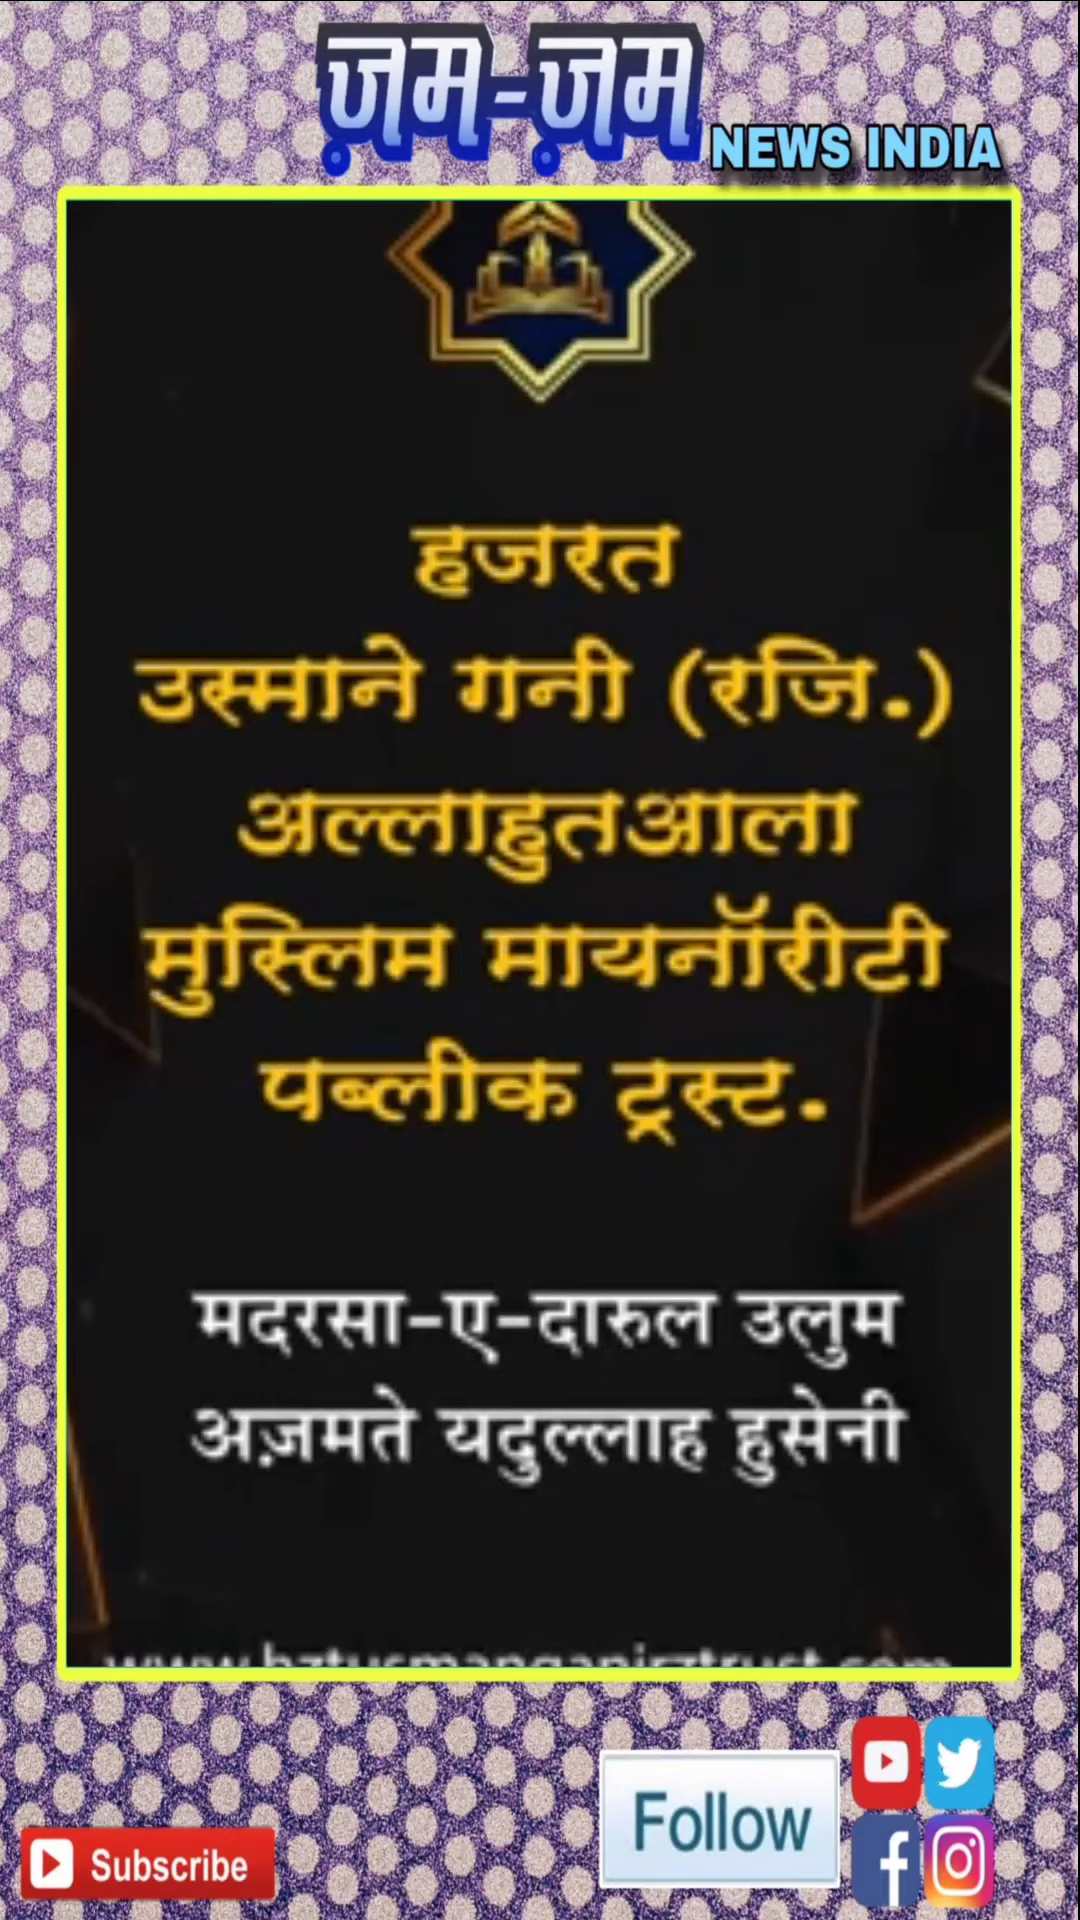 ज़म-ज़म
NEWS INDIA
हजरत
उस्माने गनी (रजि.)
अल्लाहुतआला
मुस्लिम मायनॉरीटी
पब्लीक ट्रस्ट.
मदरसा-ए-दारुल उलुम
अज़मते यदुल्लाह हुसेनी
Follow
Subscribe